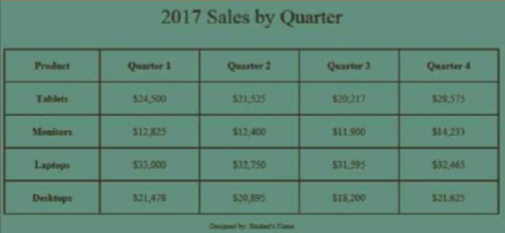 2017 Sales by Quarter
Product Quarter 1 Quarter 2 Quarter 3 Quarter 4
Tablets $24,500 $21,525 $20,217 $28,575
Monitors $12,825 $12,400 $11,900 $14,233
Laptops $33,000 $32,750 $31,595 $32,465
Desktops $21,478 $20,895 $18,200 $21,625
Designed by: Student's Name